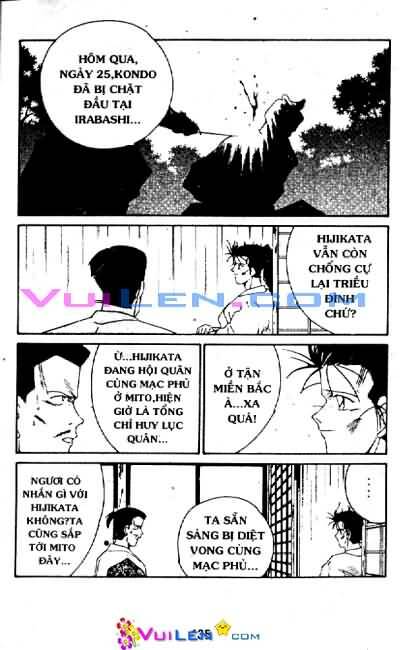 HÔM QUA,
NGÀY 25,KONDO
ĐÃ BỊ CHẶT
ĐẦU TẠI
IRABASHI...
HIJIKATA
VẪN CÒN
CHỐNG CỰ
LẠI TRIỀU
ĐÌNH
CHỨ?
VUILEN.COM
Ở TẬN
MIỀN BẮC
À...XA
QUẢ!
Ừ...HIJIKATA
ĐANG HỘI QUÂN
CÙNG MẠC PHỦ
Ở MITO,HIỆN
GIỜ LÀ TỔNG
CHỈ HUY LỤC
QUÂN...
...
TA SẴN
SÀNG BỊ DIỆT
VONG CÙNG
MẠC PHỦ...
NGƯƠI CÓ
NHẮN GÌ VỚI
HIJIKATA
KHÔNG?TA
CŨNG SẮP
TỚI MITO
ĐÂY...
VUILEN.COM